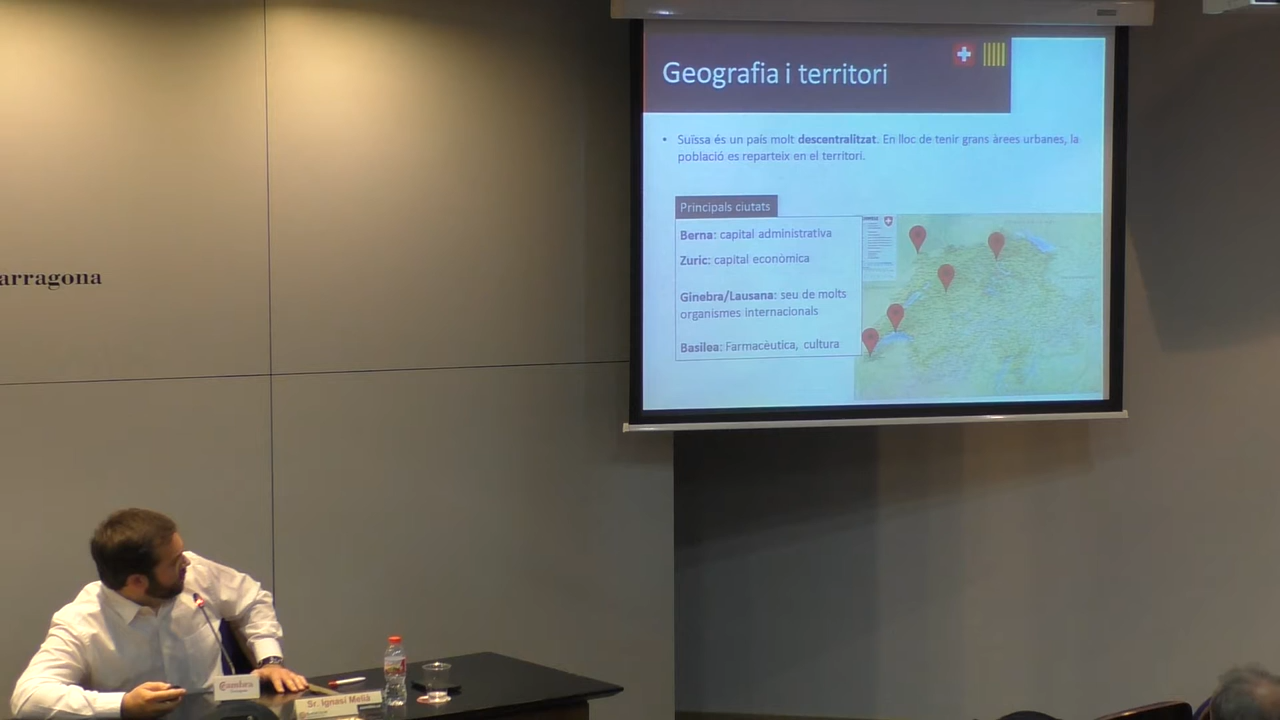 Geografia i territori
• Suïssa és un país molt descentralitzat. En lloc de tenir grans àrees urbanes, la
població es reparteix en el territori.
Principals ciutats
Berna: capital administrativa
Zuric: capital econòmica
Ginebra/Lausana: seu de molts
organismes internacionals
Basilea: Farmacèutica, cultura
arragona
Cambra
Sr. Ignasi Melià